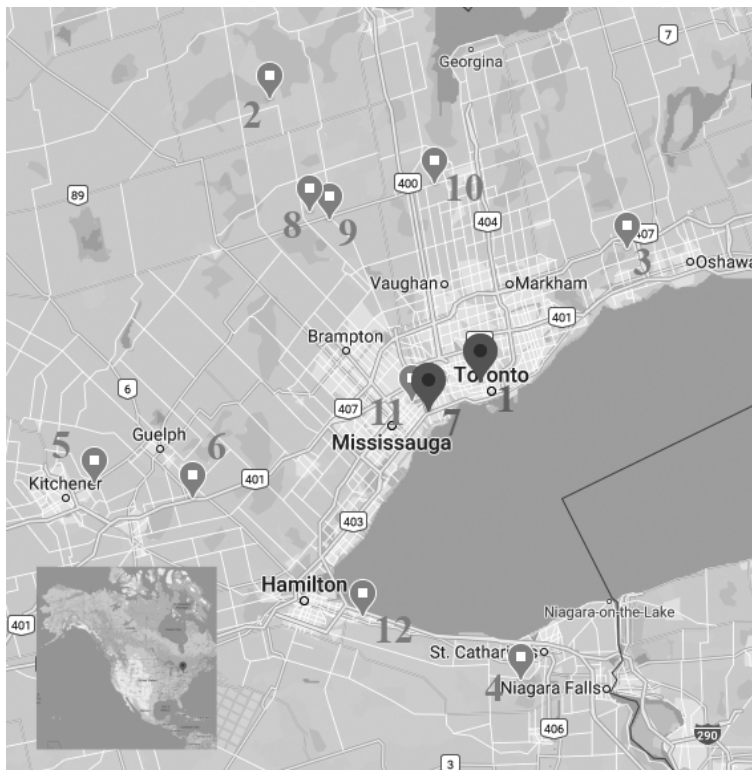 7
Georgina
2
10
89
400
8
9
404
407
3
Oshawa
Vaughan
Markham
401
Brampton
Toronto
6
1
407
11
7
Guelph
Mississauga
5
6
401
Kitchener
403
Hamilton
Niagara-on-the-Lake
401
12
St. Catharines
4
Niagara Falls
406
290
3